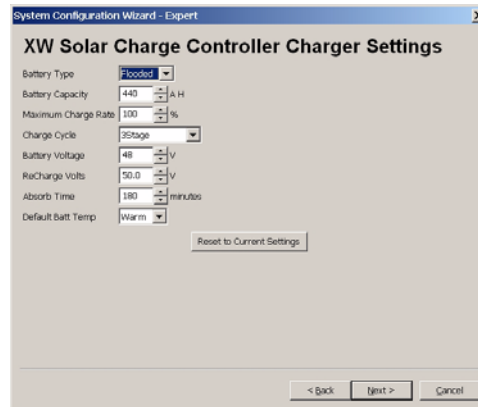 System Configuration Wizard - Expert
XW Solar Charge Controller Charger Settings
Battery Type Flooded
Battery Capacity 440 A H
Maximum Charge Rate 100 %
Charge Cycle 3Stage
Battery Voltage 48 V
ReCharge Volts 50.0 V
Absorb Time 180 minutes
Default Batt Temp Warm
Reset to Current Settings
< Back Next > Cancel